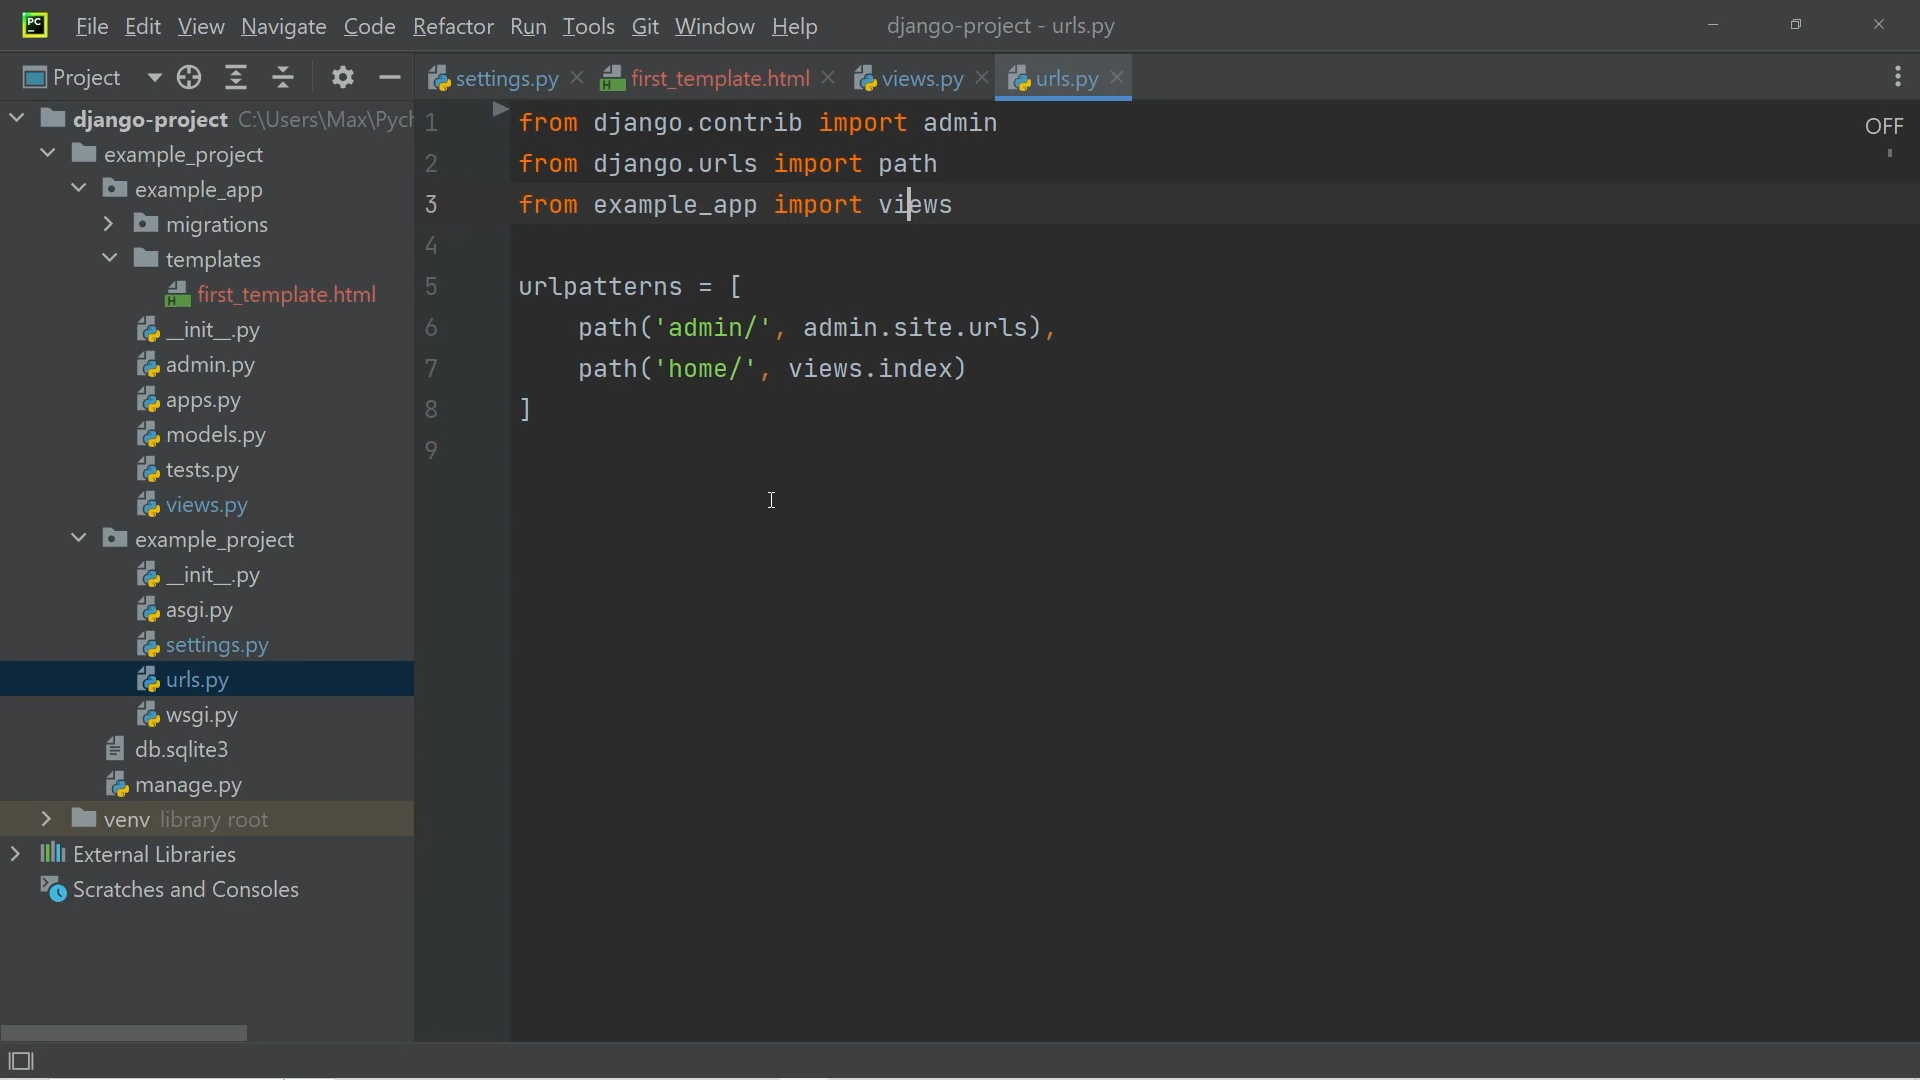 PC File Edit View Navigate Code Refactor Run Tools Git Window Help django-project - urls.py
Project settings.py first_template.html views.py urls.py
django-project C:\Users\Max\Pych
example_project
example_app
migrations
templates
first_template.html
__init__.py
admin.py
apps.py
models.py
tests.py
views.py
example_project
__init__.py
asgi.py
settings.py
urls.py
wsgi.py
db.sqlite3
manage.py
venv library root
External Libraries
Scratches and Consoles
1 from django.contrib import admin
2 from django.urls import path
3 from example_app import views
4
5 urlpatterns = [
6     path('admin/', admin.site.urls),
7     path('home/', views.index)
8 ]
9
OFF